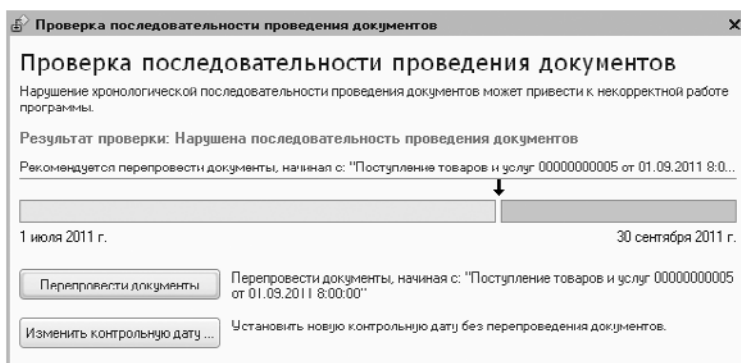 Проверка последовательности проведения документов
Проверка последовательности проведения документов
Нарушение хронологической последовательности проведения документов может привести к некорректной работе
программы.
Результат проверки: Нарушена последовательность проведения документов
Рекомендуется перепровести документы, начиная с: "Поступление товаров и услуг 00000000005 от 01.09.2011 8:0...
1 июля 2011 г.
30 сентября 2011 г.
Перепровести документы
Перепровести документы, начиная с: "Поступление товаров и услуг 00000000005
от 01.09.2011 8:00:00"
Изменить контрольную дату ...
Установить новую контрольную дату без перепроведения документов.